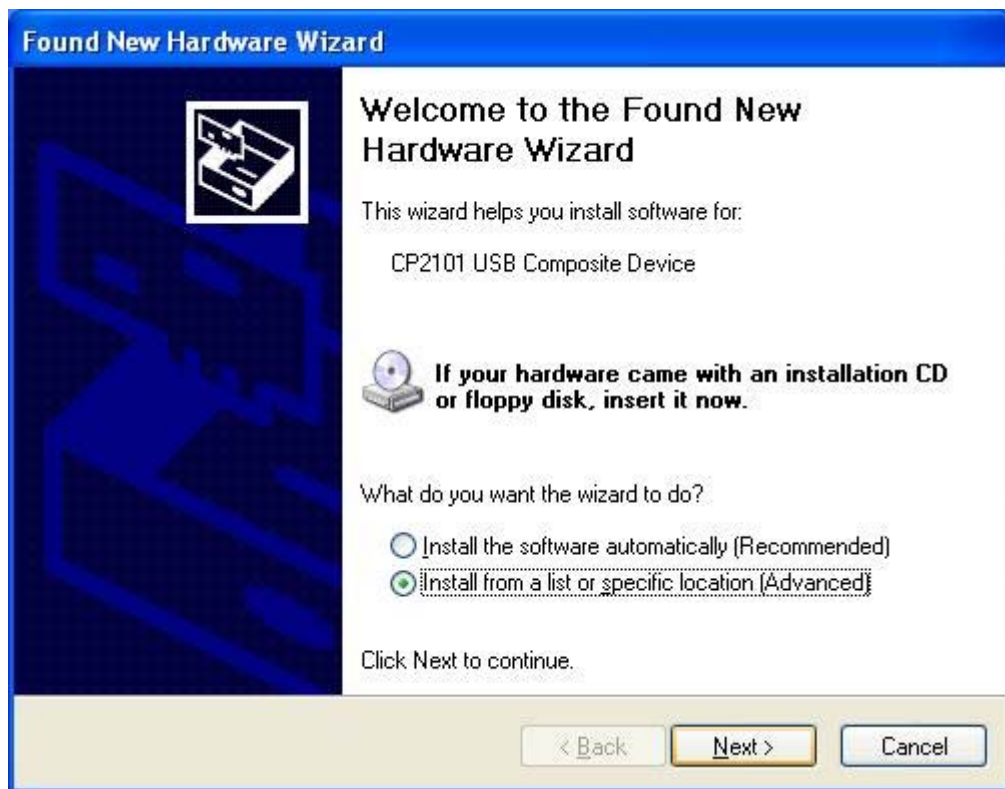 Found New Hardware Wizard
Welcome to the Found New
Hardware Wizard
This wizard helps you install software for:
CP2101 USB Composite Device
If your hardware came with an installation CD
or floppy disk, insert it now.
What do you want the wizard to do?
Install the software automatically (Recommended)
Install from a list or specific location (Advanced)
Click Next to continue.
< Back Next > Cancel